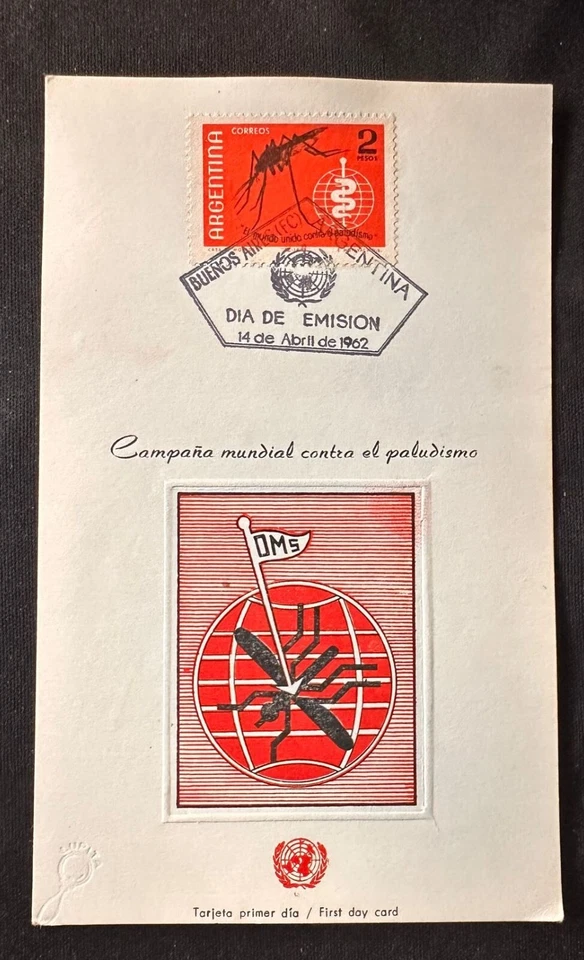 CORREOS
2
PESOS
ARGENTINA
"El mundo unido contra el paludismo"
BUENOS AIRES (FC) ARGENTINA
DIA DE EMISION
14 de Abril de 1962
Campaña mundial contra el paludismo
OMS
Tarjeta primer día / First day card